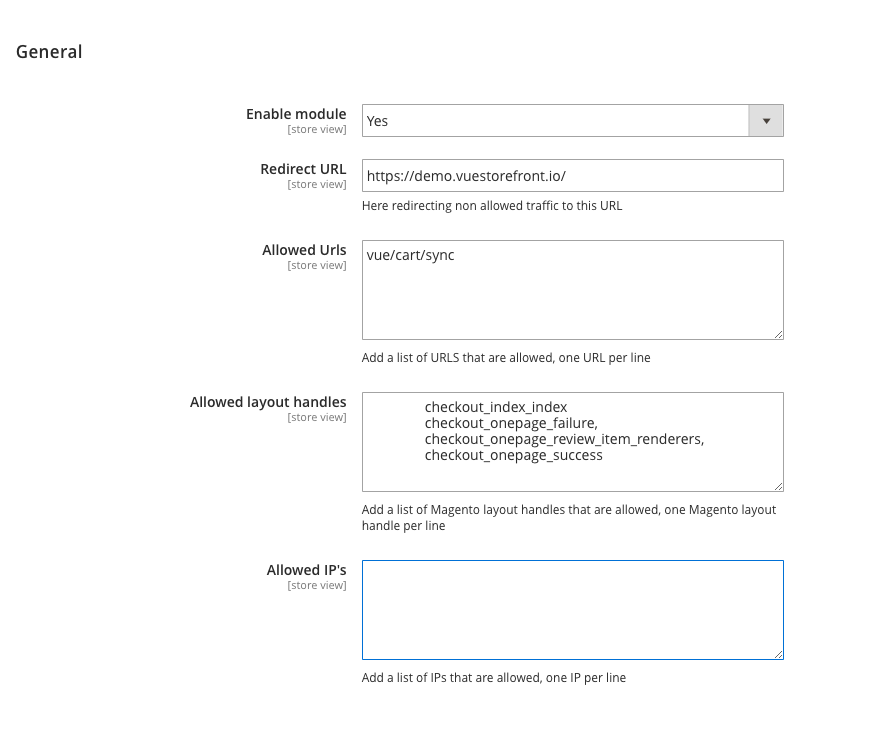 General
Enable module
[store view]
Yes
Redirect URL
[store view]
https://demo.vuestorefront.io/
Here redirecting non allowed traffic to this URL
Allowed Urls
[store view]
vue/cart/sync
Add a list of URLS that are allowed, one URL per line
Allowed layout handles
[store view]
checkout_index_index
checkout_onepage_failure,
checkout_onepage_review_item_renderers,
checkout_onepage_success
Add a list of Magento layout handles that are allowed, one Magento layout
handle per line
Allowed IP's
[store view]
Add a list of IPs that are allowed, one IP per line